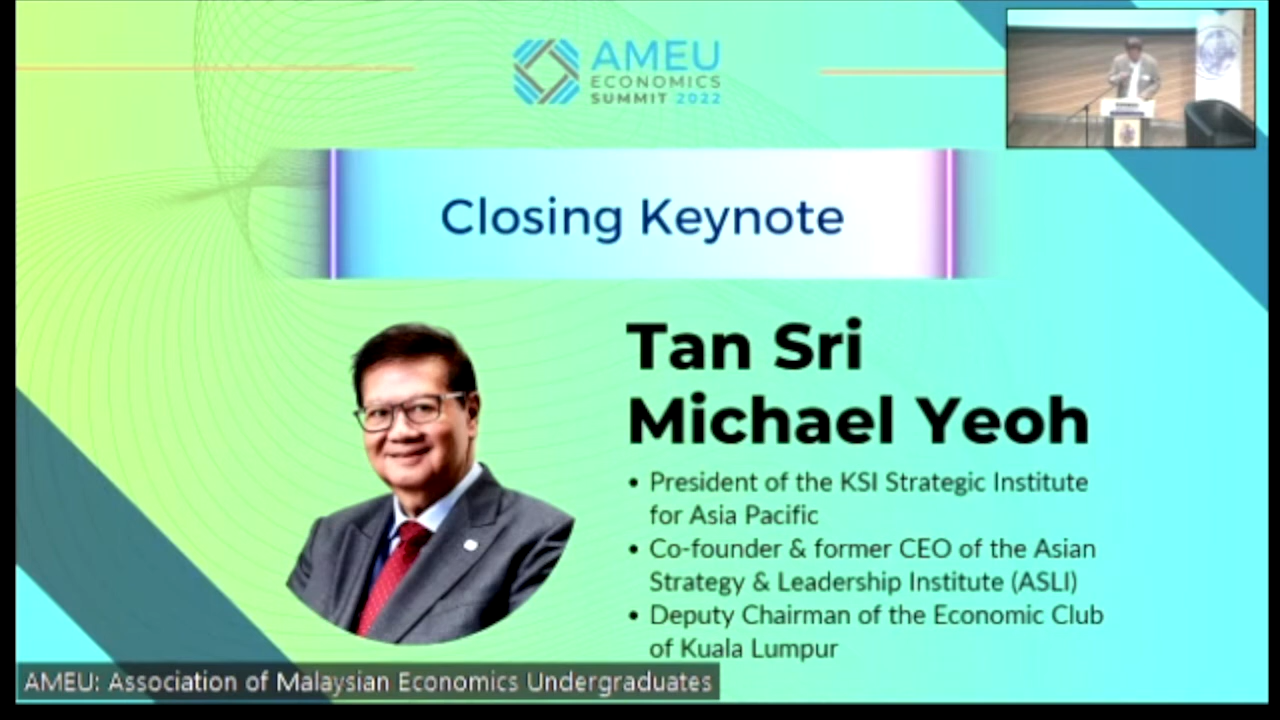 AMEU
ECONOMICS
SUMMIT 2022
Closing Keynote
Tan Sri
Michael Yeoh
• President of the KSI Strategic Institute
for Asia Pacific
• Co-founder & former CEO of the Asian
Strategy & Leadership Institute (ASLI)
• Deputy Chairman of the Economic Club
of Kuala Lumpur
AMEU: Association of Malaysian Economics Undergraduates